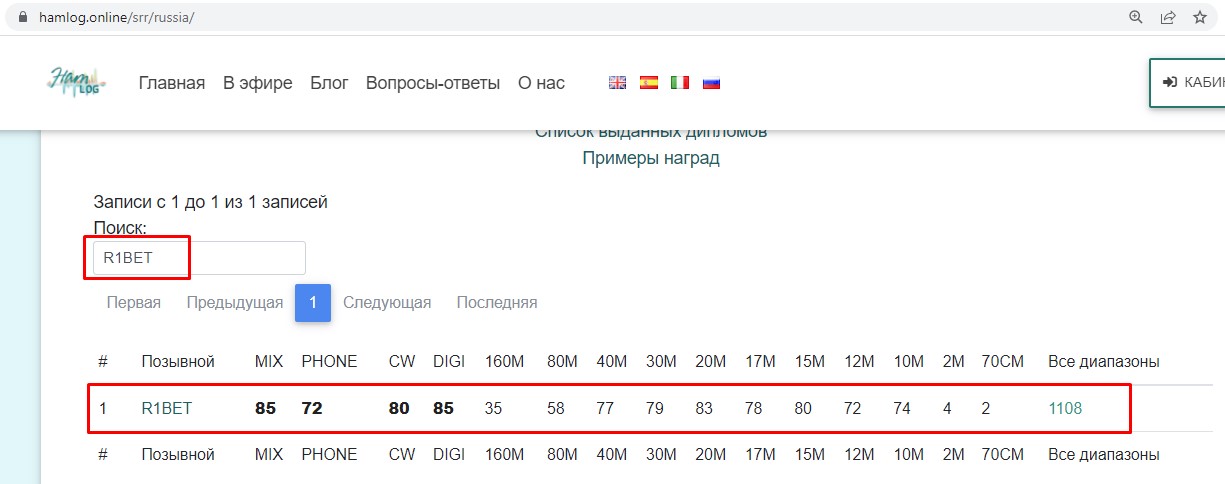 hamlog.online/srr/russia/
Ham LOG
Главная В эфире Блог Вопросы-ответы О нас КАБИН
Список выданных дипломов
Примеры наград
Записи с 1 до 1 из 1 записей
Поиск:
R1BET
Первая Предыдущая 1 Следующая Последняя
# Позывной MIX PHONE CW DIGI 160M 80M 40M 30M 20M 17M 15M 12M 10M 2M 70CM Все диапазоны
1 R1BET 85 72 80 85 35 58 77 79 83 78 80 72 74 4 2 1108
# Позывной MIX PHONE CW DIGI 160M 80M 40M 30M 20M 17M 15M 12M 10M 2M 70CM Все диапазоны